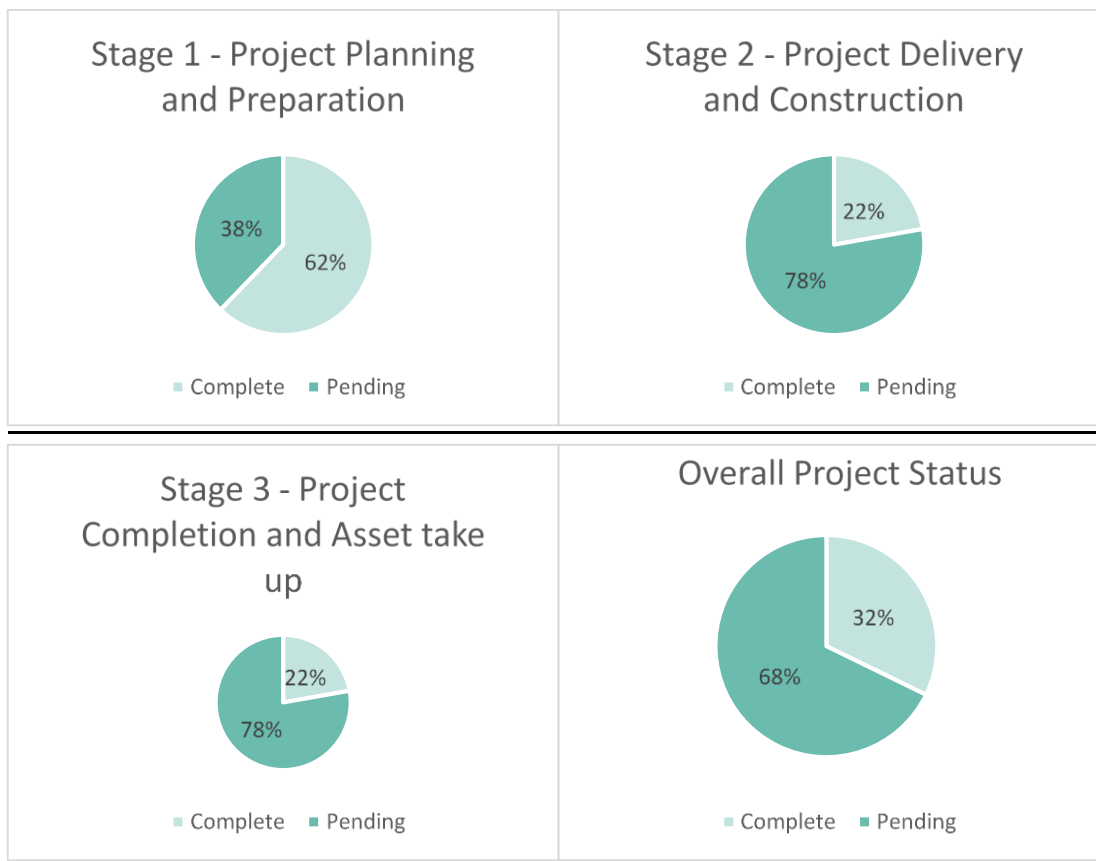 Stage 1 - Project Planning
and Preparation
38%
62%
Complete Pending
Stage 2 - Project Delivery
and Construction
22%
78%
Complete Pending
Stage 3 - Project
Completion and Asset take
up
22%
78%
Complete Pending
Overall Project Status
32%
68%
Complete Pending